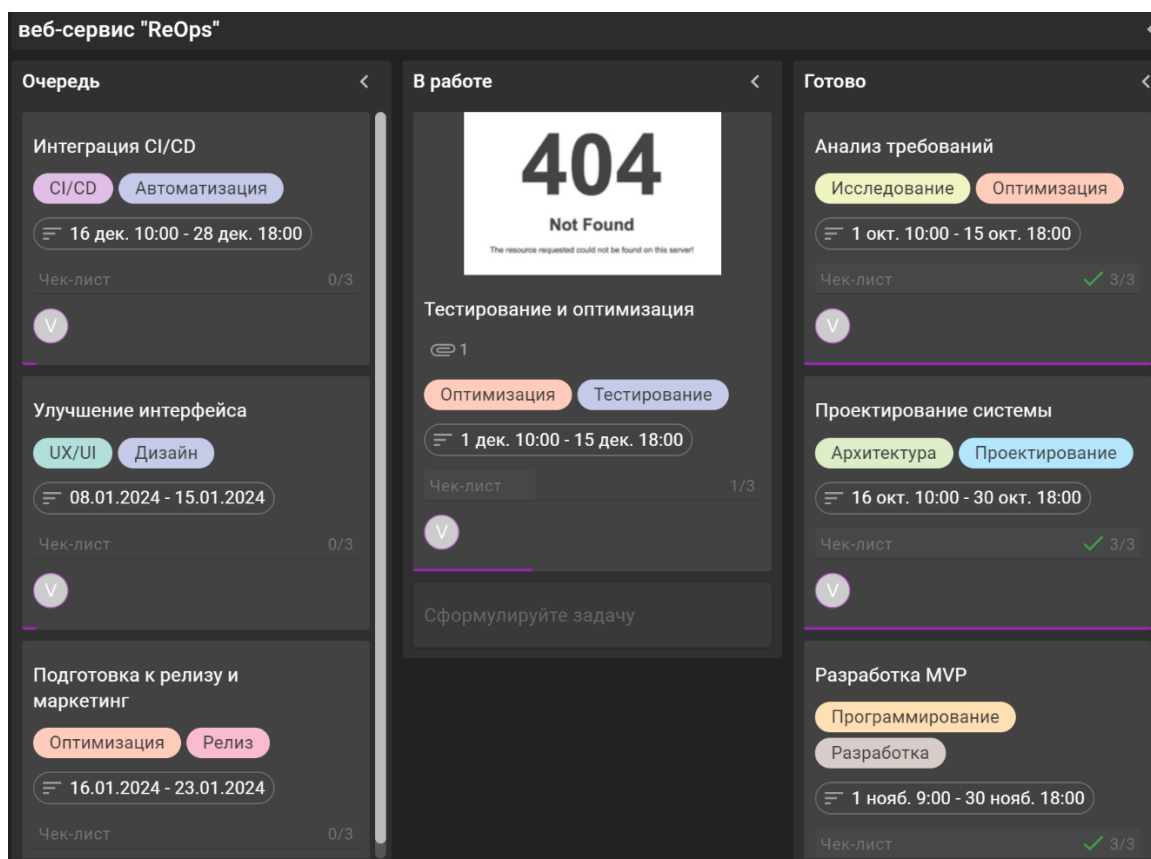 веб-сервис "ReOps"
Очередь
Интеграция CI/CD
CI/CD Автоматизация
16 дек. 10:00 - 28 дек. 18:00
Чек-лист 0/3
V
Улучшение интерфейса
UX/UI Дизайн
08.01.2024 - 15.01.2024
Чек-лист 0/3
V
Подготовка к релизу и
маркетинг
Оптимизация Релиз
16.01.2024 - 23.01.2024
Чек-лист 0/3
В работе
404
Not Found
The resource requested could not be found on this server!
Тестирование и оптимизация
1
Оптимизация Тестирование
1 дек. 10:00 - 15 дек. 18:00
Чек-лист 1/3
V
Сформулируйте задачу
Готово
Анализ требований
Исследование Оптимизация
1 окт. 10:00 - 15 окт. 18:00
Чек-лист 3/3
V
Проектирование системы
Архитектура Проектирование
16 окт. 10:00 - 30 окт. 18:00
Чек-лист 3/3
V
Разработка MVP
Программирование
Разработка
1 нояб. 9:00 - 30 нояб. 18:00
Чек-лист 3/3